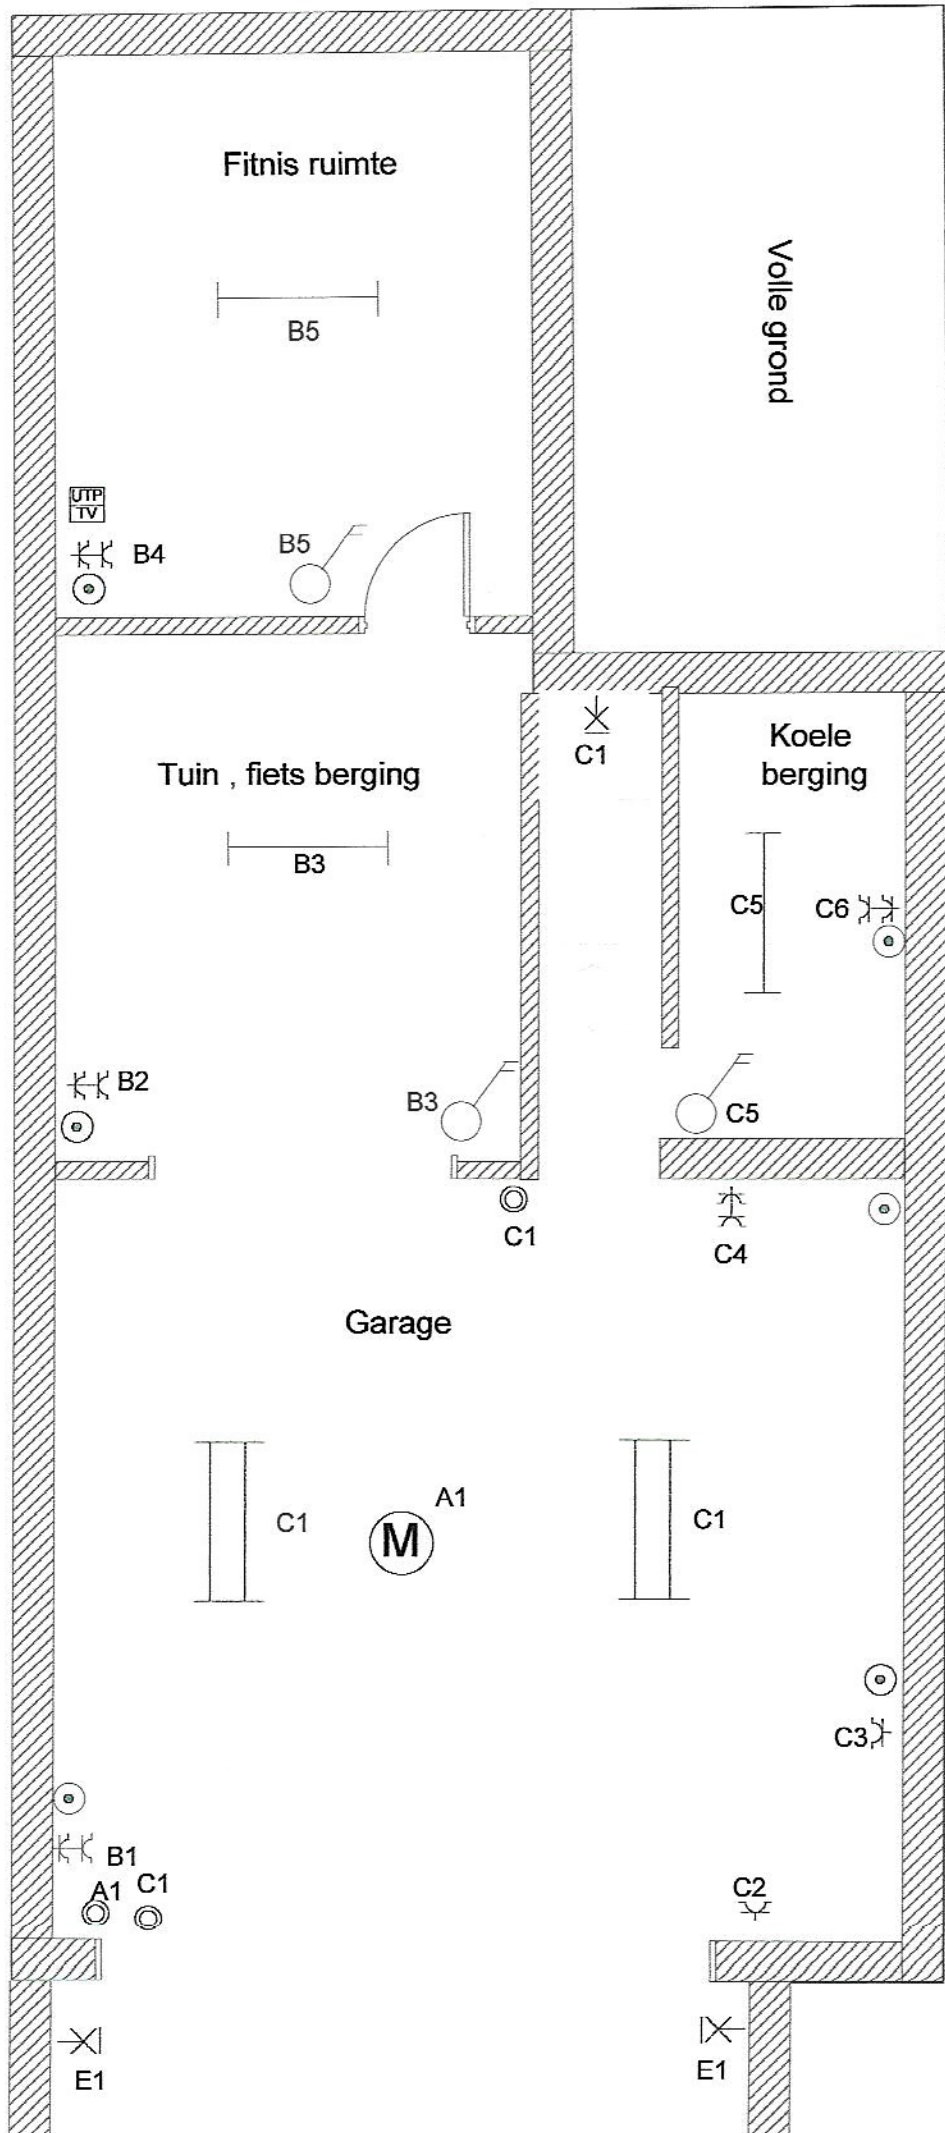 Fitnis ruimte
B5
Volle grond
UTP
TV
B4
B5
C1
Koele
berging
Tuin , fiets berging
B3
C5
C6
B2
B3
C5
C1
C4
Garage
A1
M
C1
C1
C3
B1
A1
C1
C2
E1
E1